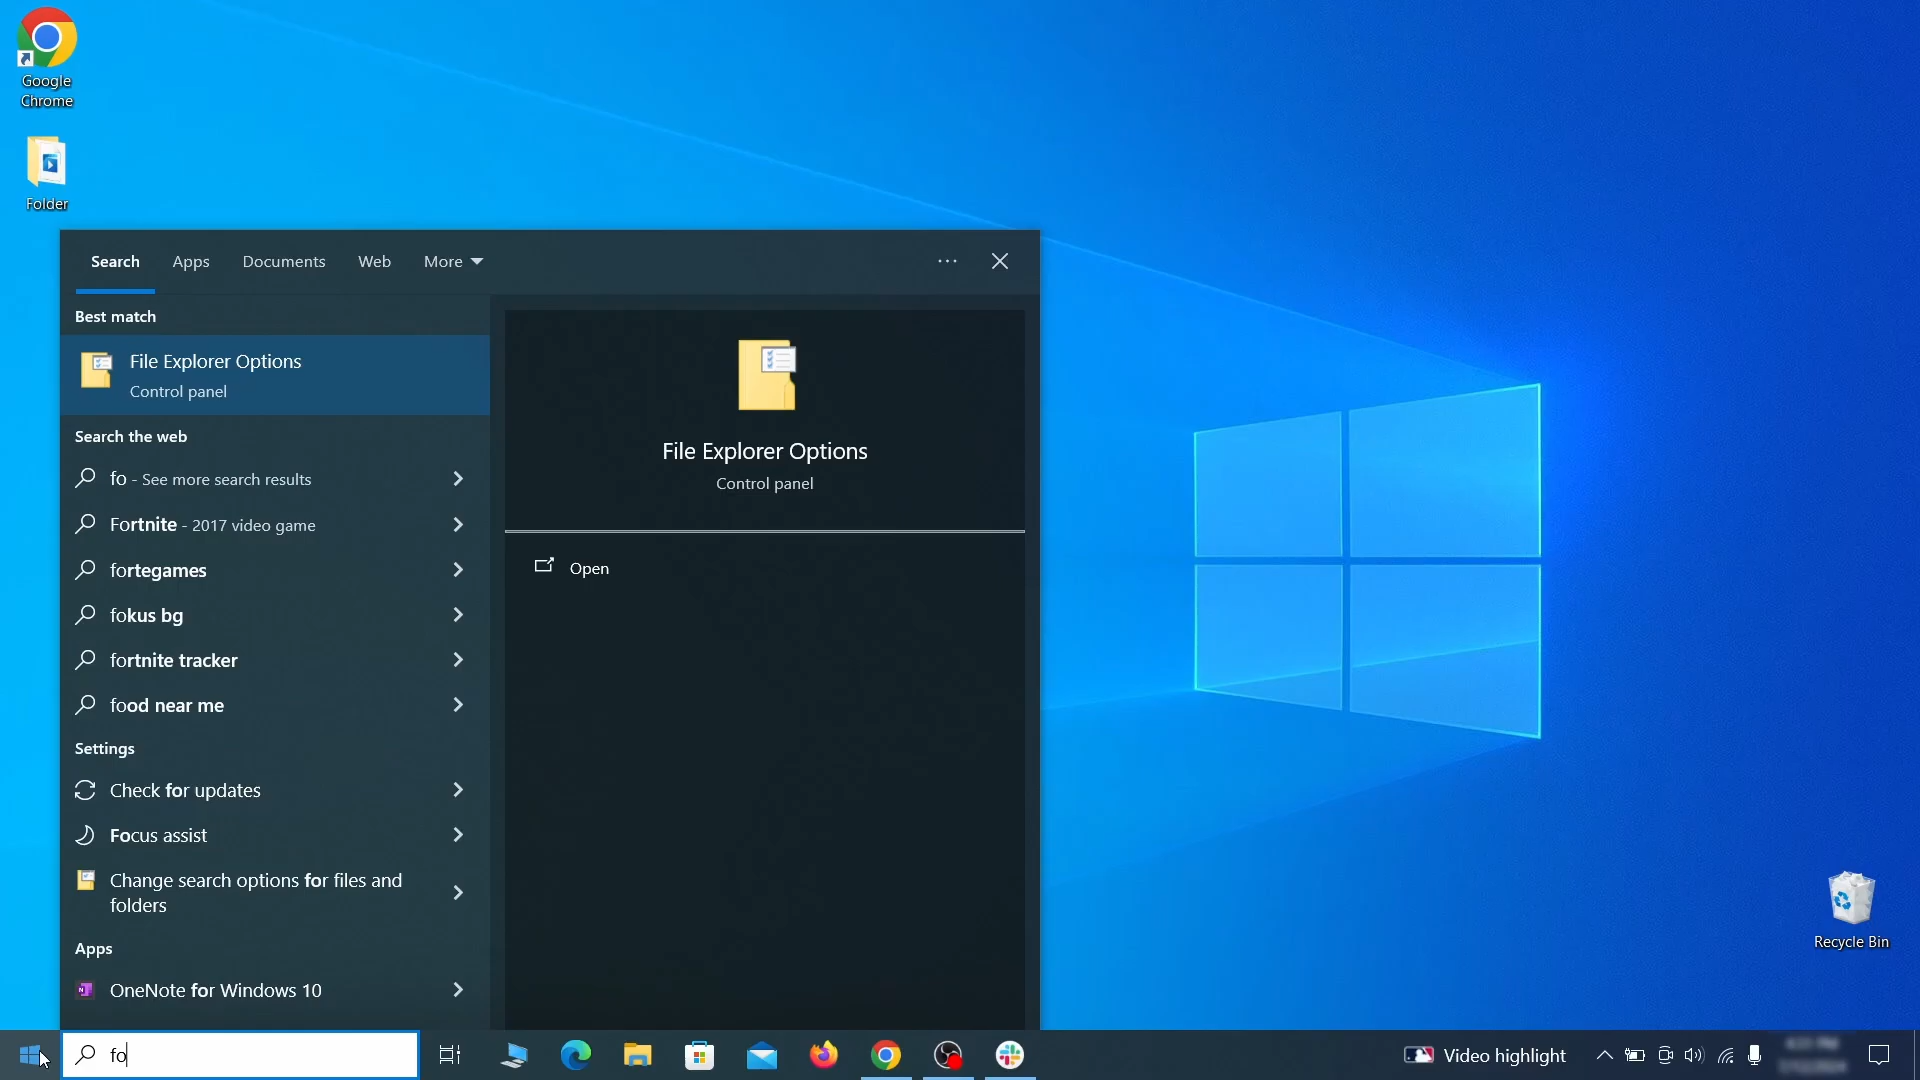 Google
Chrome
Folder
Search Apps Documents Web More
Best match
File Explorer Options
Control panel
Search the web
fo - See more search results
Fortnite - 2017 video game
fortegames
fokus bg
fortnite tracker
food near me
Settings
Check for updates
Focus assist
Change search options for files and
folders
Apps
OneNote for Windows 10
File Explorer Options
Control panel
Open
Recycle Bin
fo
Video highlight